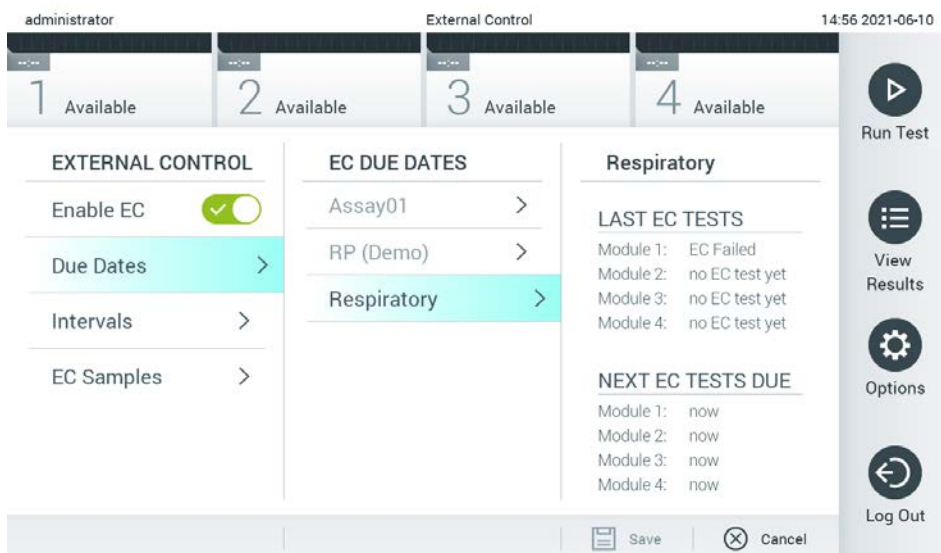 administrator
External Control
14:56 2021-06-10
--:--
1 Available
--:--
2 Available
--:--
3 Available
--:--
4 Available
EXTERNAL CONTROL
Enable EC
Due Dates
Intervals
EC Samples
EC DUE DATES
Assay01
RP (Demo)
Respiratory
Respiratory
LAST EC TESTS
Module 1: EC Failed
Module 2: no EC test yet
Module 3: no EC test yet
Module 4: no EC test yet
NEXT EC TESTS DUE
Module 1: now
Module 2: now
Module 3: now
Module 4: now
Run Test
View
Results
Options
Log Out
Save
Cancel